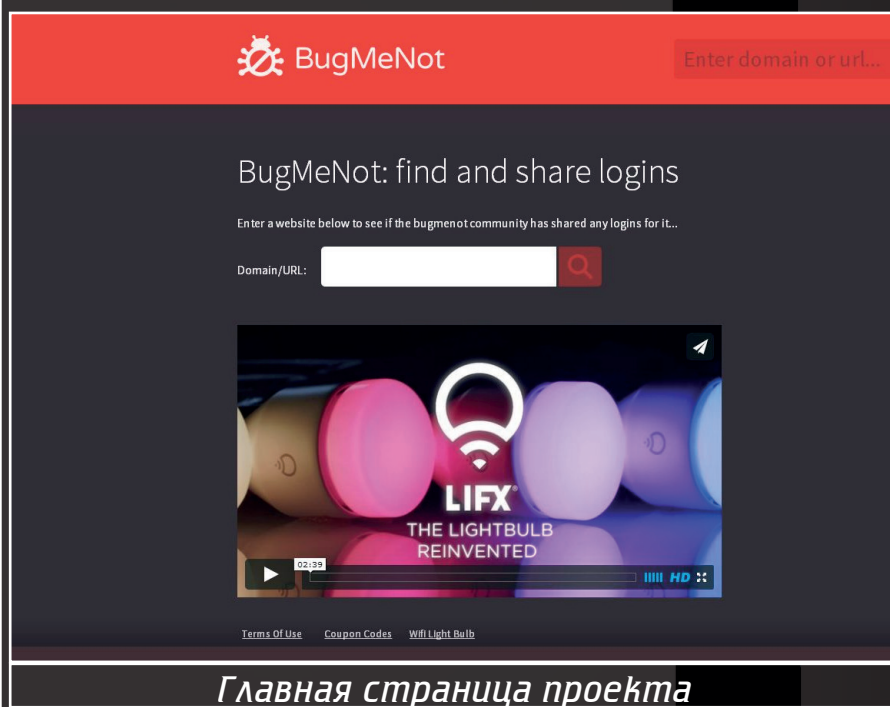 BugMeNot
Enter domain or url...
BugMeNot: find and share logins
Enter a website below to see if the bugmenot community has shared any logins for it...
Domain/URL:
LIFX®
THE LIGHTBULB
REINVENTED
02:39
HD
Terms Of Use Coupon Codes Wifi Light Bulb
Главная страница проекта